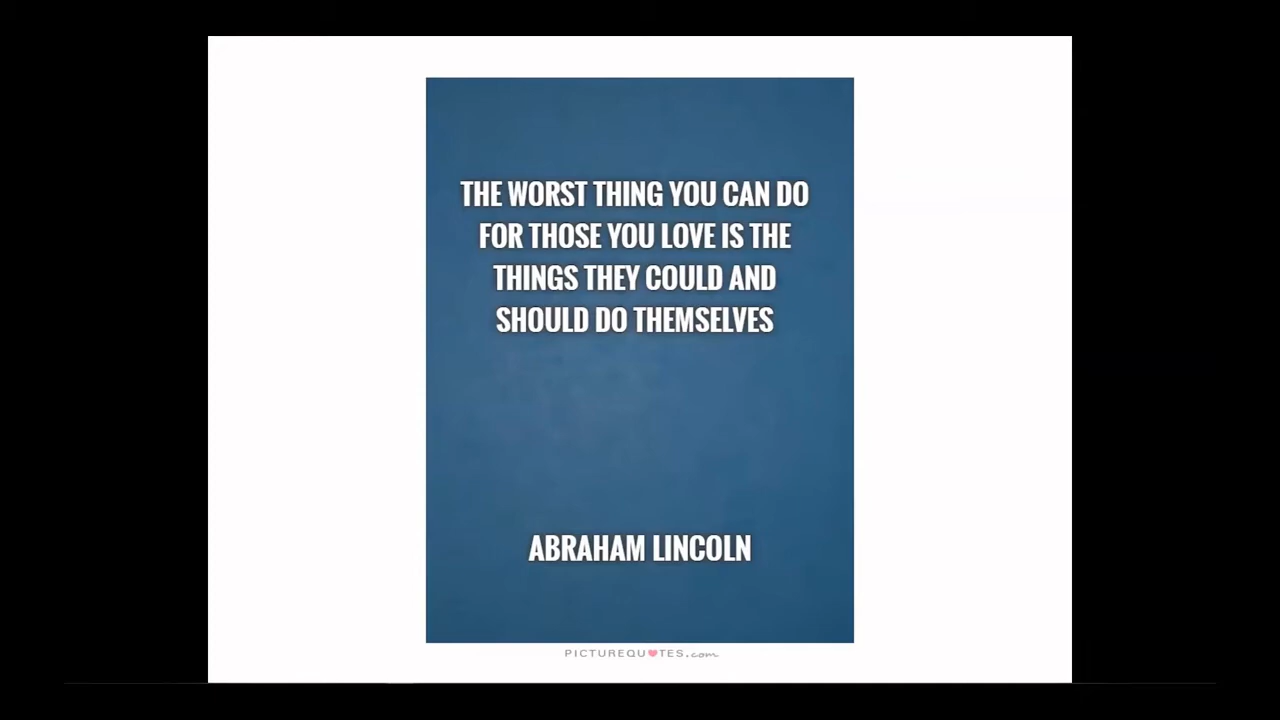 THE WORST THING YOU CAN DO
FOR THOSE YOU LOVE IS THE
THINGS THEY COULD AND
SHOULD DO THEMSELVES
ABRAHAM LINCOLN
PICTUREQUOTES.com